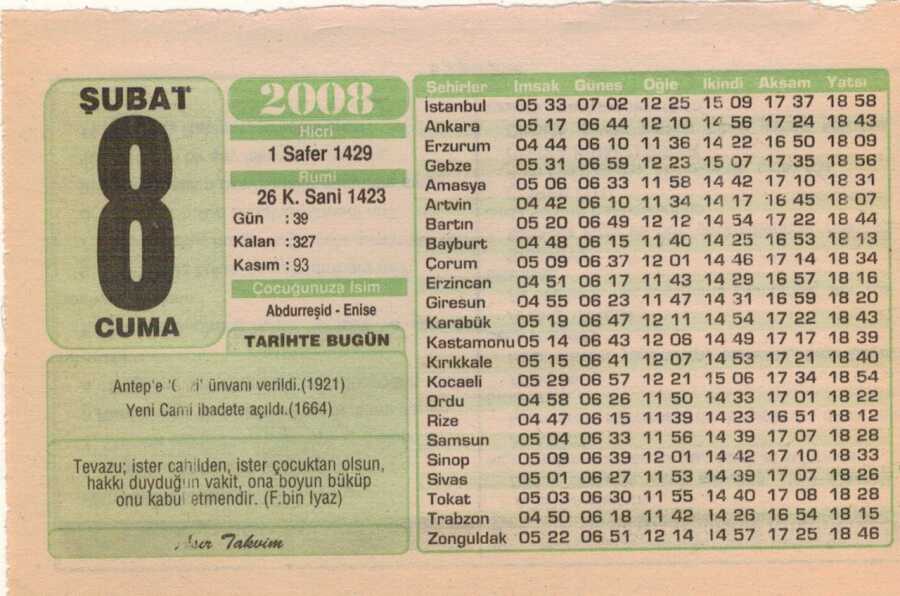 ŞUBAT
8
CUMA
2008
Hicri
1 Safer 1429
Rumi
26 K. Sani 1423
Gün : 39
Kalan : 327
Kasım : 93
Çocuğunuza İsim
Abdurreşid - Enise
TARİHTE BUGÜN
Antep'e ünvanı verildi.(1921)
Yeni Cami ibadete açıldı.(1664)
Tevazu; ister cahilden, ister çocuktan olsun,
hakkı duyduğun vakit, ona boyun büküp
onu kabul etmendir. (F.bin Iyaz)
Takvim
Şehirler İmsak Güneş Öğle İkindi Akşam Yatsı
İstanbul 05 33 07 02 12 25 15 09 17 37 18 58
Ankara 05 17 06 44 12 10 14 56 17 24 18 43
Erzurum 04 44 06 10 11 36 14 22 16 50 18 09
Gebze 05 31 06 59 12 23 15 07 17 35 18 56
Amasya 05 06 06 33 11 58 14 42 17 10 18 31
Artvin 04 42 06 10 11 34 14 17 16 45 18 07
Bartın 05 20 06 49 12 12 14 54 17 22 18 44
Bayburt 04 48 06 15 11 40 14 25 16 53 18 13
Çorum 05 09 06 37 12 01 14 46 17 14 18 34
Erzincan 04 51 06 17 11 43 14 29 16 57 18 16
Giresun 04 55 06 23 11 47 14 31 16 59 18 20
Karabük 05 19 06 47 12 11 14 54 17 22 18 43
Kastamonu 05 14 06 43 12 06 14 49 17 17 18 39
Kırıkkale 05 15 06 41 12 07 14 53 17 21 18 40
Kocaeli 05 29 06 57 12 21 15 06 17 34 18 54
Ordu 04 58 06 26 11 50 14 33 17 01 18 22
Rize 04 47 06 15 11 39 14 23 16 51 18 12
Samsun 05 04 06 33 11 56 14 39 17 07 18 28
Sinop 05 09 06 39 12 01 14 42 17 10 18 33
Sivas 05 01 06 27 11 53 14 39 17 07 18 26
Tokat 05 03 06 30 11 55 14 40 17 08 18 28
Trabzon 04 50 06 18 11 42 14 26 16 54 18 15
Zonguldak 05 22 06 51 12 14 14 57 17 25 18 46